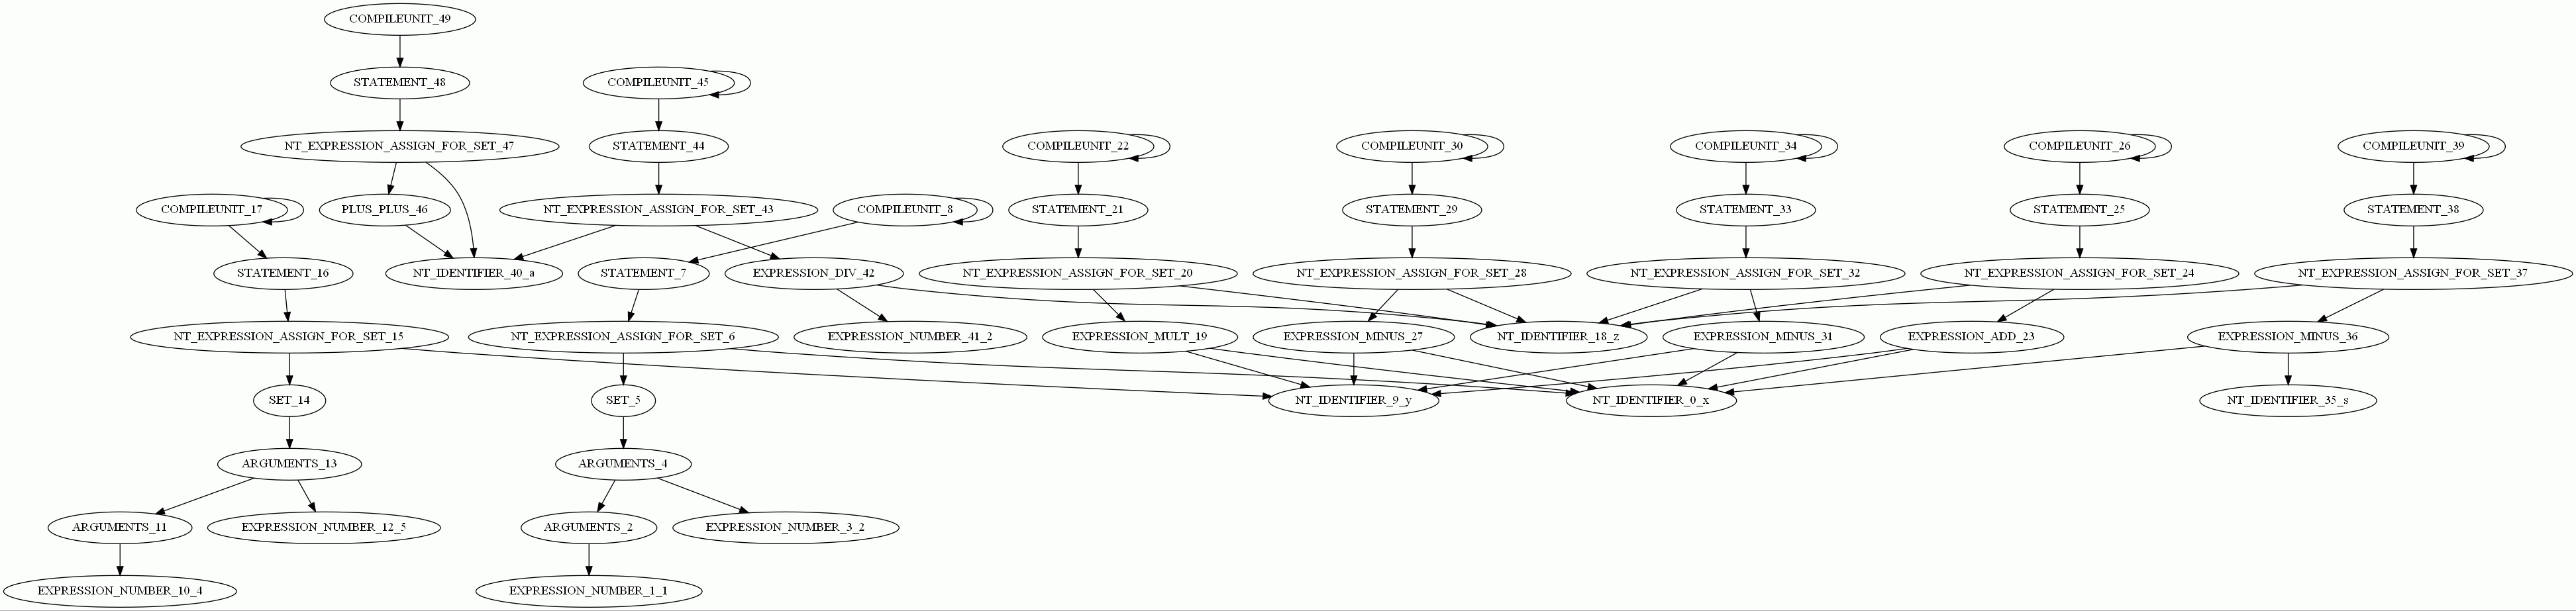 COMPILEUNIT_49
STATEMENT_48
COMPILEUNIT_45
NT_EXPRESSION_ASSIGN_FOR_SET_47
STATEMENT_44
COMPILEUNIT_22
COMPILEUNIT_30
COMPILEUNIT_34
COMPILEUNIT_26
COMPILEUNIT_39
COMPILEUNIT_17
PLUS_PLUS_46
NT_EXPRESSION_ASSIGN_FOR_SET_43
COMPILEUNIT_8
STATEMENT_21
STATEMENT_29
STATEMENT_33
STATEMENT_25
STATEMENT_38
STATEMENT_16
NT_IDENTIFIER_40_a
STATEMENT_7
EXPRESSION_DIV_42
NT_EXPRESSION_ASSIGN_FOR_SET_20
NT_EXPRESSION_ASSIGN_FOR_SET_28
NT_EXPRESSION_ASSIGN_FOR_SET_32
NT_EXPRESSION_ASSIGN_FOR_SET_24
NT_EXPRESSION_ASSIGN_FOR_SET_37
NT_EXPRESSION_ASSIGN_FOR_SET_15
NT_EXPRESSION_ASSIGN_FOR_SET_6
EXPRESSION_NUMBER_41_2
EXPRESSION_MULT_19
EXPRESSION_MINUS_27
NT_IDENTIFIER_18_z
EXPRESSION_MINUS_31
EXPRESSION_ADD_23
EXPRESSION_MINUS_36
SET_14
SET_5
NT_IDENTIFIER_9_y
NT_IDENTIFIER_0_x
NT_IDENTIFIER_35_s
ARGUMENTS_13
ARGUMENTS_4
ARGUMENTS_11
EXPRESSION_NUMBER_12_5
ARGUMENTS_2
EXPRESSION_NUMBER_3_2
EXPRESSION_NUMBER_10_4
EXPRESSION_NUMBER_1_1